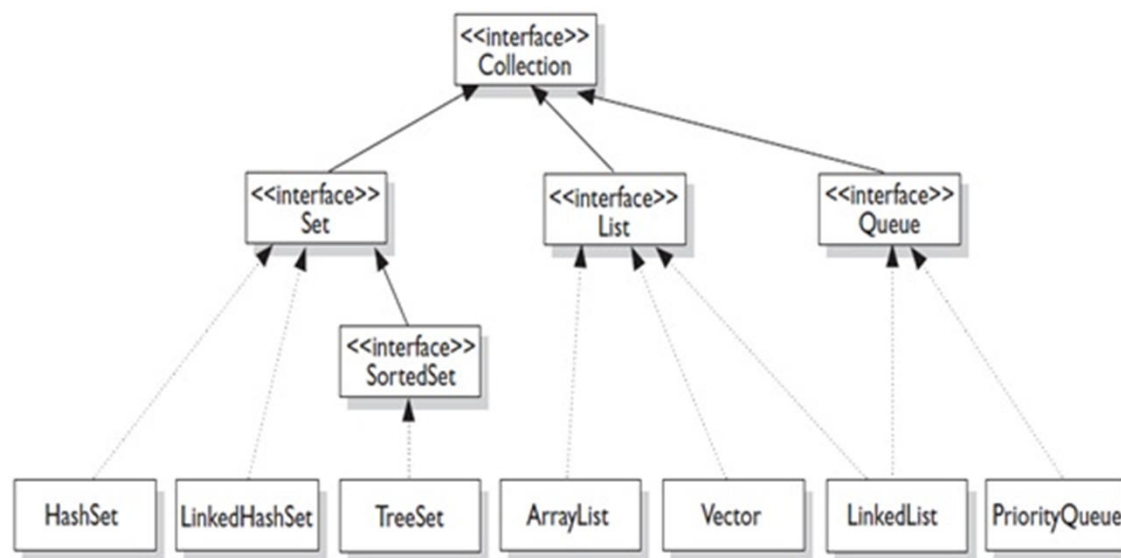 <<interface>>
Collection
<<interface>>
Set
<<interface>>
List
<<interface>>
Queue
<<interface>>
SortedSet
HashSet
LinkedHashSet
TreeSet
ArrayList
Vector
LinkedList
PriorityQueue